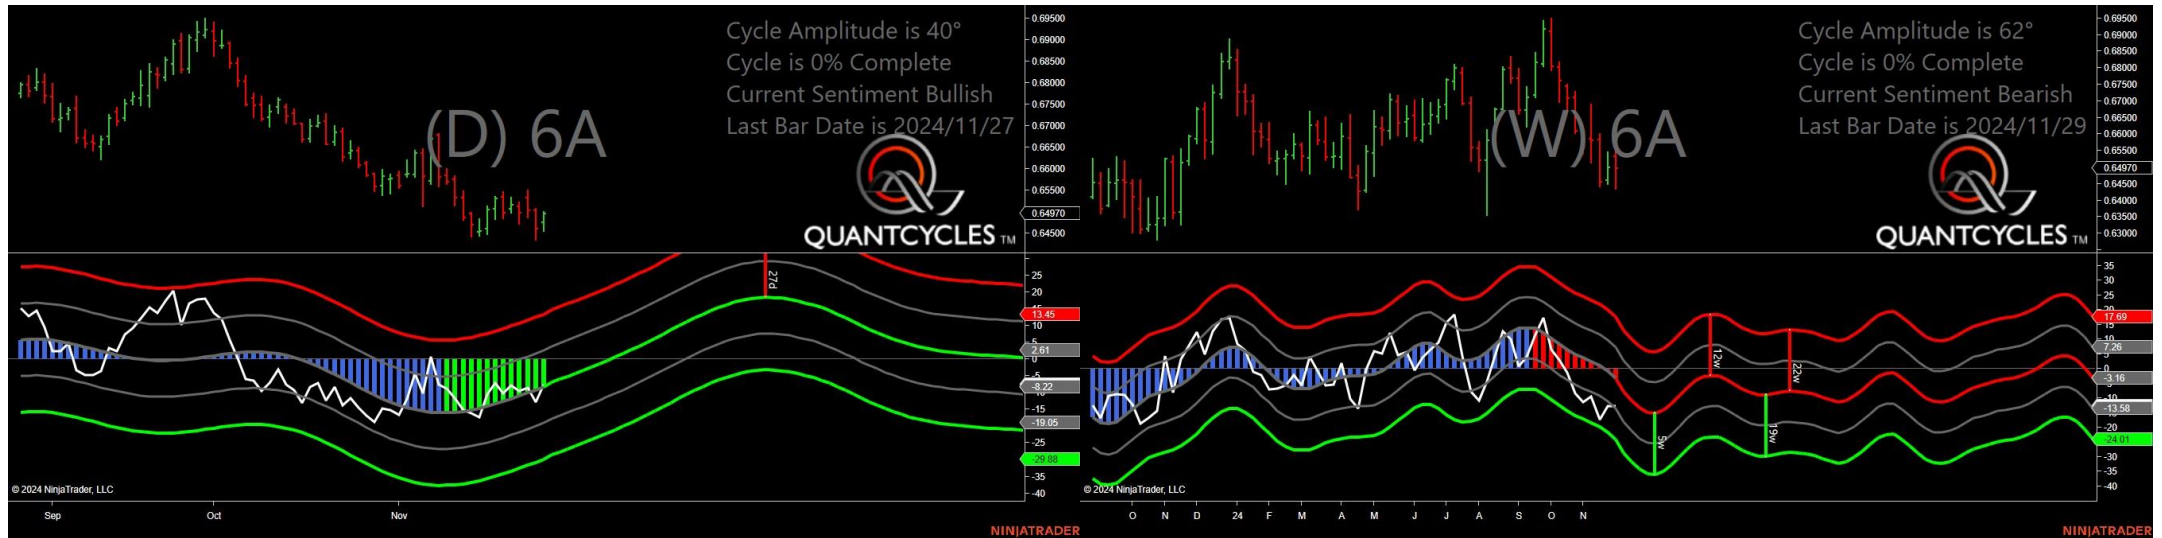 Cycle Amplitude is 40°
Cycle is 0% Complete
Current Sentiment Bullish
Last Bar Date is 2024/11/27
(D) 6A
QUANTCYCLES TM
0.69500
0.69000
0.68500
0.68000
0.67500
0.67000
0.66500
0.66000
0.65500
0.64970
0.64500
27d
25
20
13.45
10
5
2.61
0
-5
-8.22
-15
-19.05
-25
-29.88
-35
-40
© 2024 NinjaTrader, LLC
Sep
Oct
Nov
NINJATRADER
Cycle Amplitude is 62°
Cycle is 0% Complete
Current Sentiment Bearish
Last Bar Date is 2024/11/29
(W) 6A
QUANTCYCLES TM
0.69500
0.69000
0.68500
0.68000
0.67500
0.67000
0.66500
0.66000
0.65500
0.64970
0.64500
0.64000
0.63500
0.63000
9w
12w
19w
22w
35
30
25
20
17.69
15
7.26
5
0
-3.16
-10
-13.58
-20
-24.01
-30
-35
-40
© 2024 NinjaTrader, LLC
O
N
D
24
F
M
A
M
J
J
A
S
O
N
NINJATRADER